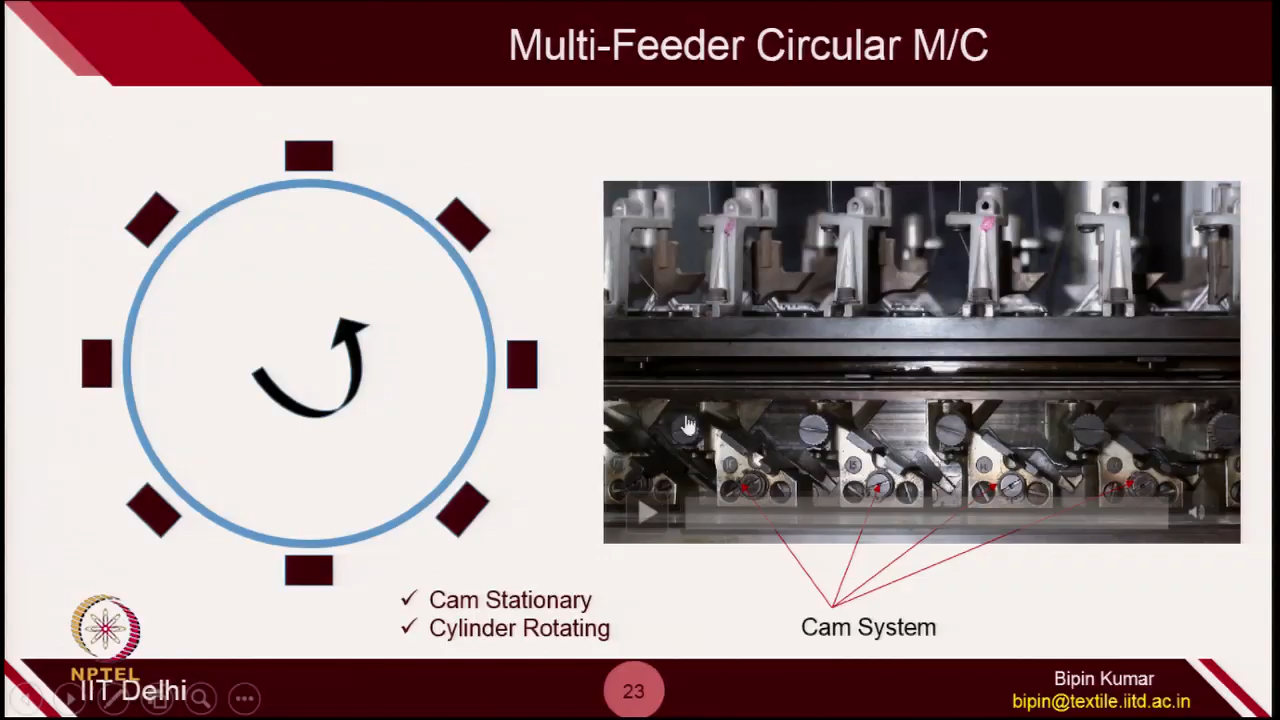 Multi-Feeder Circular M/C
✓ Cam Stationary
✓ Cylinder Rotating
Cam System
NPTEL
IIT Delhi
23
Bipin Kumar
bipin@textile.iitd.ac.in